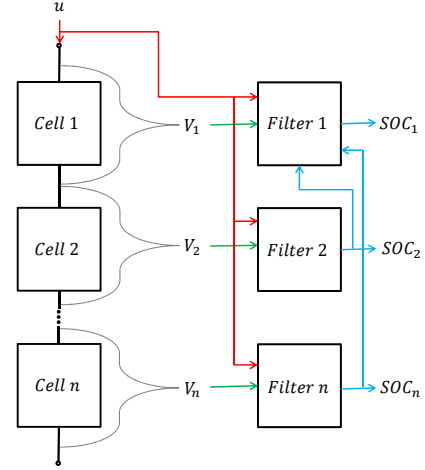 u
Cell 1 V₁ Filter 1 SOC₁
Cell 2 V₂ Filter 2 SOC₂
Cell n Vₙ Filter n SOCₙ